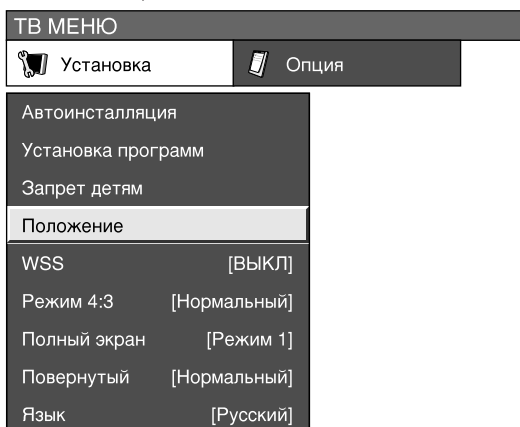 ТВ МЕНЮ
Установка Опция
Автоинсталляция
Установка программ
Запрет детям
Положение
WSS [ВЫКЛ]
Режим 4:3 [Нормальный]
Полный экран [Режим 1]
Повернутый [Нормальный]
Язык [Русский]